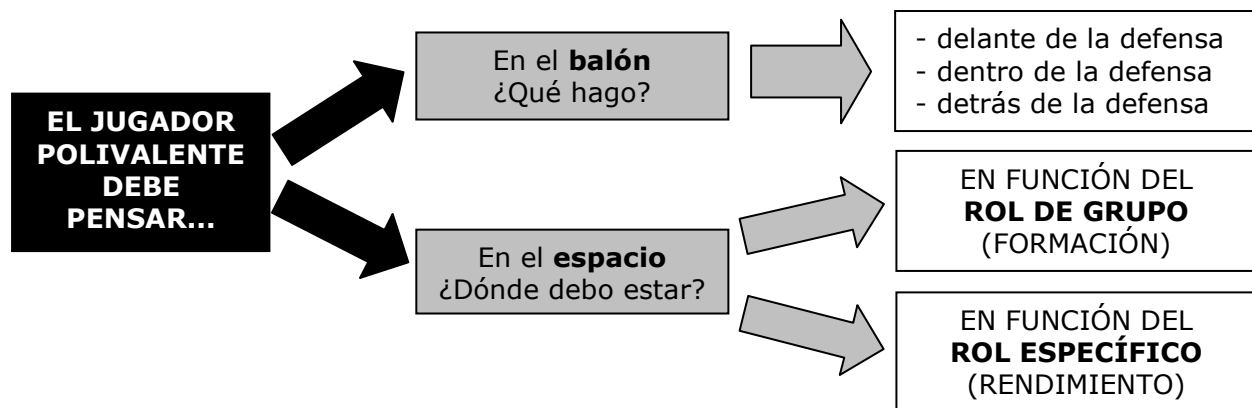 EL JUGADOR
POLIVALENTE
DEBE
PENSAR...
En el balón
¿Qué hago?
- delante de la defensa
- dentro de la defensa
- detrás de la defensa
En el espacio
¿Dónde debo estar?
EN FUNCIÓN DEL
ROL DE GRUPO
(FORMACIÓN)
EN FUNCIÓN DEL
ROL ESPECÍFICO
(RENDIMIENTO)